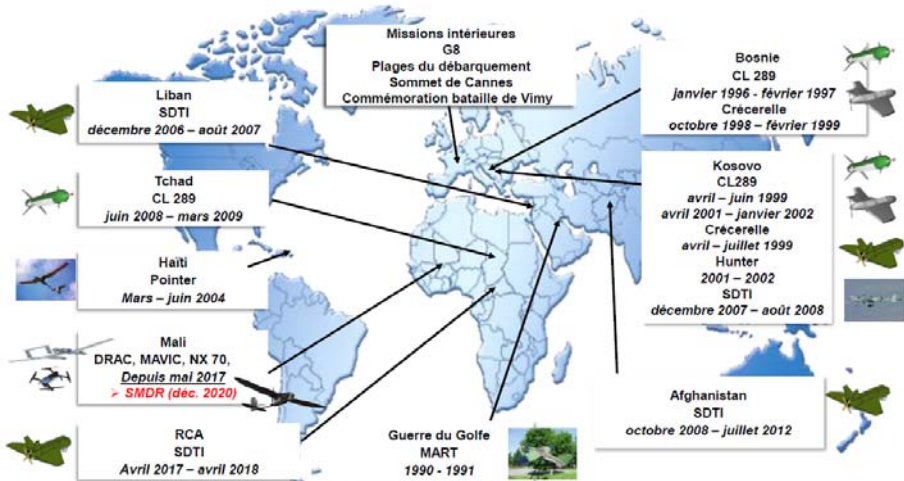 Missions intérieures
G8
Plages du débarquement
Sommet de Cannes
Commémoration bataille de Vimy
Liban
SDTI
décembre 2006 – août 2007
Tchad
CL 289
juin 2008 – mars 2009
Haïti
Pointer
Mars – juin 2004
Mali
DRAC, MAVIC, NX 70,
Depuis mai 2017
➢ SMDR (déc. 2020)
RCA
SDTI
Avril 2017 – avril 2018
Guerre du Golfe
MART
1990 - 1991
Bosnie
CL 289
janvier 1996 - février 1997
Crécerelle
octobre 1998 – février 1999
Kosovo
CL289
avril – juin 1999
avril 2001 – janvier 2002
Crécerelle
avril – juillet 1999
Hunter
2001 – 2002
SDTI
décembre 2007 – août 2008
Afghanistan
SDTI
octobre 2008 – juillet 2012